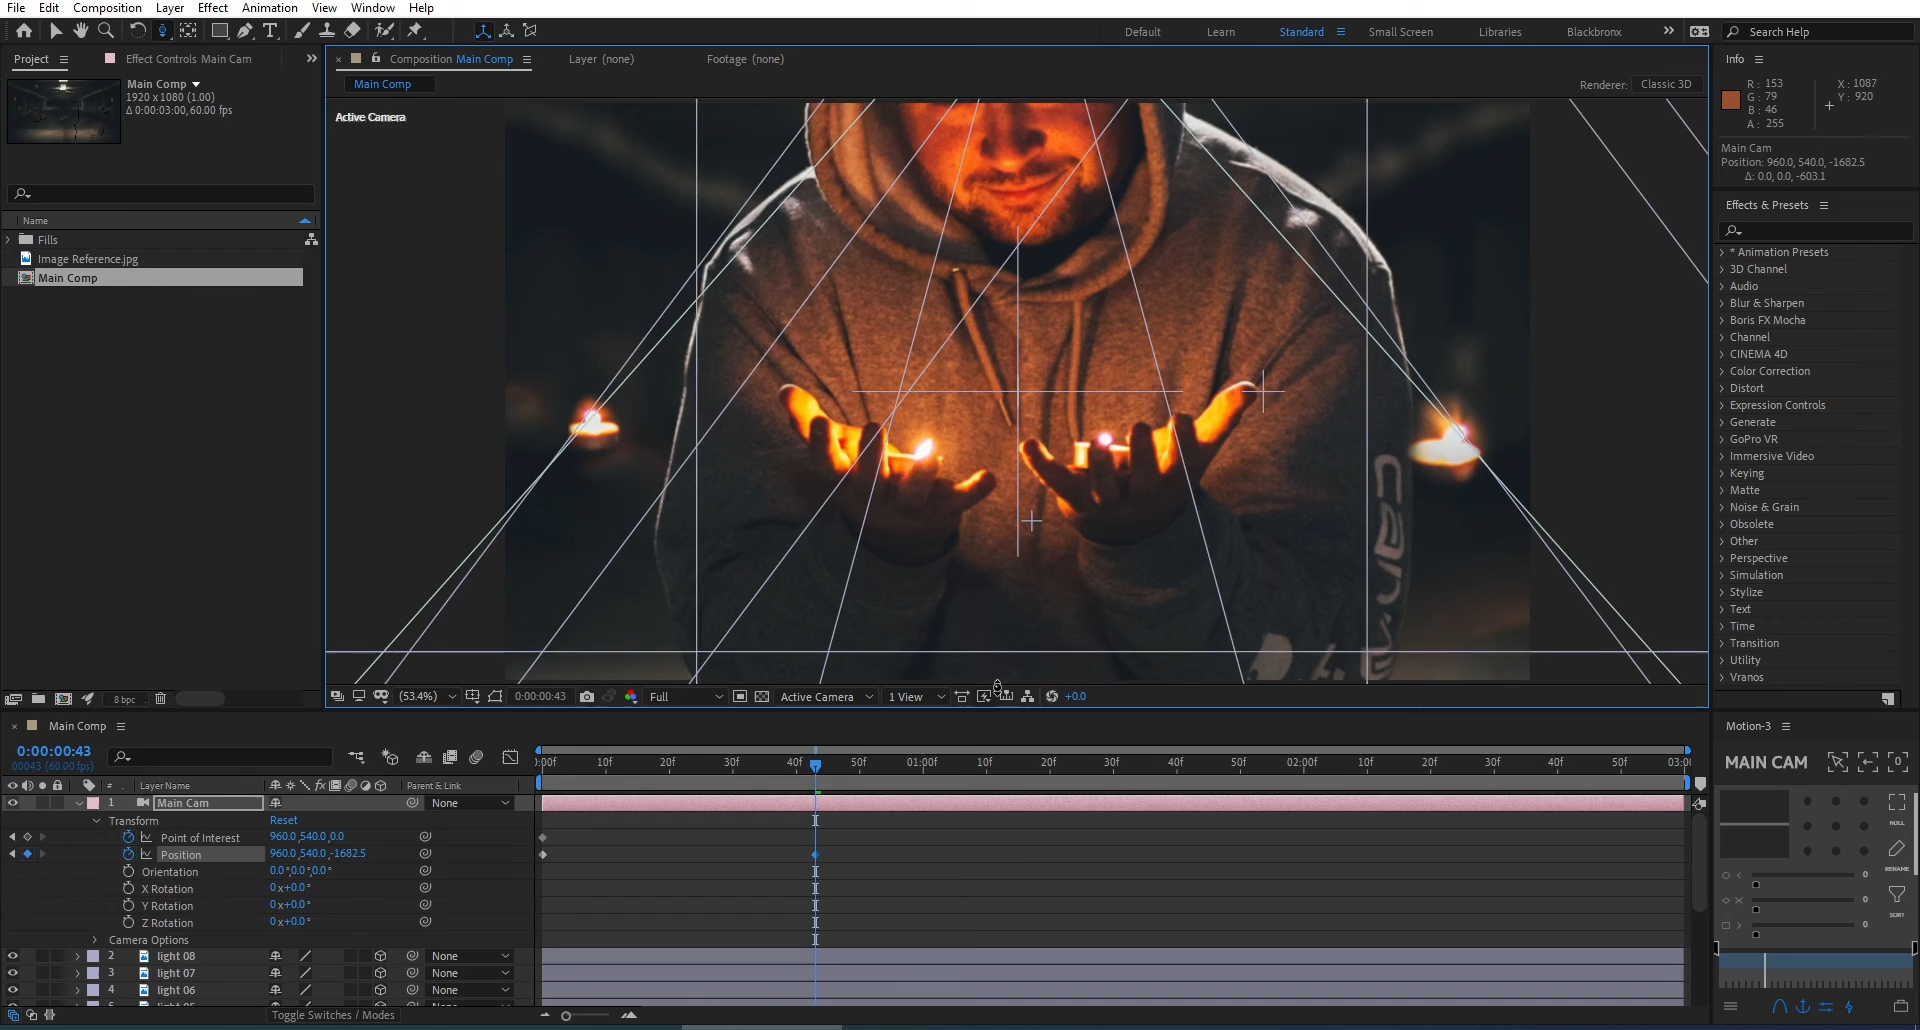 File Edit Composition Layer Effect Animation View Window Help
Default Learn Standard Small Screen Libraries Blackbronx Search Help
Project Effect Controls Main Cam
Main Comp
1920 x 1080 (1.00)
Δ 0:00:03:00, 60.00 fps
Name
Fills
Image Reference.jpg
Main Comp
8 bpc
Composition Main Comp Layer (none) Footage (none)
Main Comp
Renderer: Classic 3D
Active Camera
(53.4%) 0:00:00:43 Full Active Camera 1 View +0.0
Info
R : 153
G : 79
B : 46
A : 255
X : 1087
Y : 920
Main Cam
Position: 960.0, 540.0, -1682.5
Δ: 0.0, 0.0, -603.1
Effects & Presets
* Animation Presets
3D Channel
Audio
Blur & Sharpen
Boris FX Mocha
Channel
CINEMA 4D
Color Correction
Distort
Expression Controls
Generate
GoPro VR
Immersive Video
Keying
Matte
Noise & Grain
Obsolete
Other
Perspective
Simulation
Stylize
Text
Time
Transition
Utility
Vranos
Main Comp
0:00:00:43
00043 (60.00 fps)
# Layer Name fx Parent & Link
:00f 10f 20f 30f 40f 50f 01:00f 10f 20f 30f 40f 50f 02:00f 10f 20f 30f 40f 50f 03:00
1 Main Cam None
Transform Reset
Point of Interest 960.0,540.0,0.0
Position 960.0,540.0,-1682.5
Orientation 0.0°,0.0°,0.0°
X Rotation 0x+0.0°
Y Rotation 0x+0.0°
Z Rotation 0x+0.0°
Camera Options
2 light 08 None
3 light 07 None
4 light 06 None
Toggle Switches / Modes
Motion-3
MAIN CAM
NULL
RENAME
SORT
0
0
0